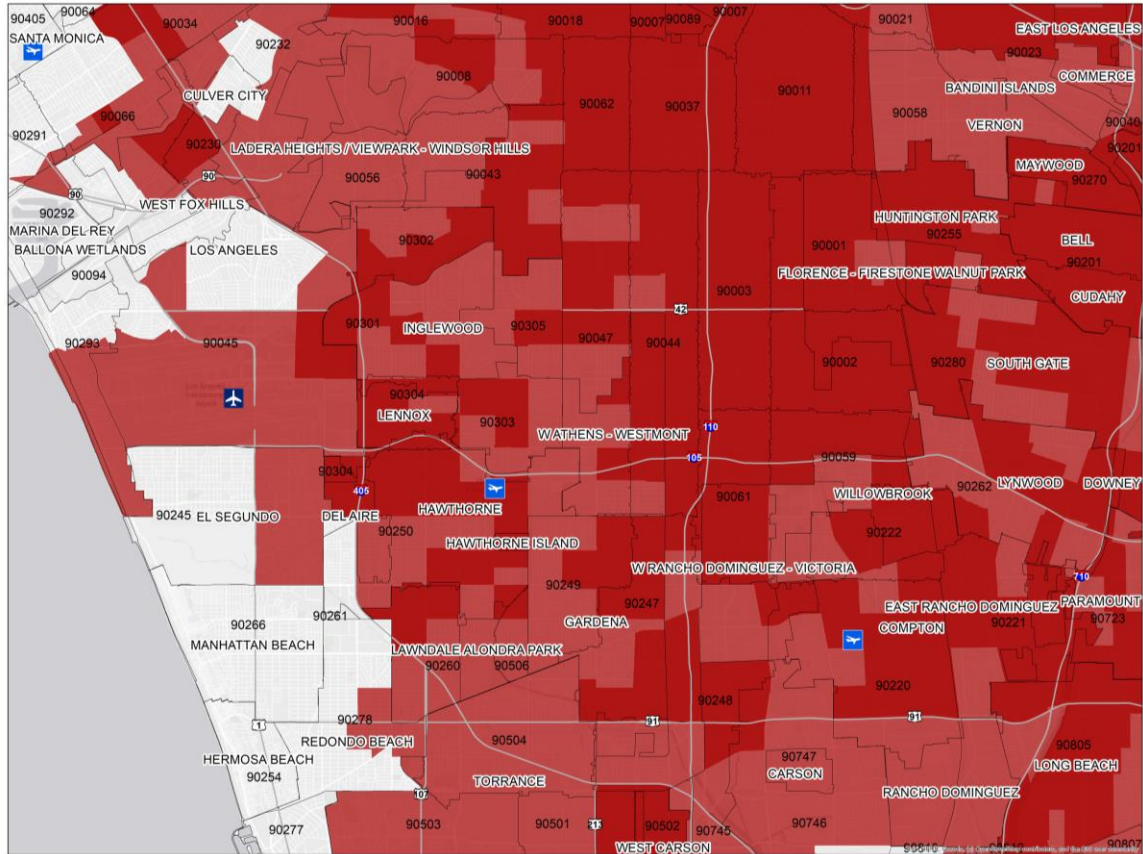 90405
90064
90034
90016
90018
90007
90089
90007
90021
EAST LOS ANGELES
SANTA MONICA
90232
90023
90008
COMMERCE
CULVER CITY
BANDINI ISLANDS
90062
90037
90011
90058
VERNON
90066
90040
90291
90230
LADERA HEIGHTS / VIEWPARK - WINDSOR HILLS
90201
MAYWOOD
90
90056
90043
90270
90
WEST FOX HILLS
90292
MARINA DEL REY
HUNTINGTON PARK
90255
BALLONA WETLANDS
LOS ANGELES
90302
90001
BELL
90094
90201
FLORENCE - FIRESTONE WALNUT PARK
90003
CUDAHY
42
90301
INGLEWOOD
90305
90293
90045
90047
90044
90002
90280
SOUTH GATE
90304
LENNOX
90303
110
W ATHENS - WESTMONT
105
90059
90304
90262
LYNWOOD
DOWNEY
405
90061
WILLOWBROOK
90245
EL SEGUNDO
DEL AIRE
HAWTHORNE
90250
90222
HAWTHORNE ISLAND
W RANCHO DOMINGUEZ - VICTORIA
710
90249
90247
PARAMOUNT
EAST RANCHO DOMINGUEZ
90266
90261
GARDENA
COMPTON
90221
90723
MANHATTAN BEACH
LAWNDALE ALONDRA PARK
90260
90506
90220
90248
1
90278
91
91
REDONDO BEACH
90504
HERMOSA BEACH
90254
90747
90805
CARSON
LONG BEACH
TORRANCE
RANCHO DOMINGUEZ
107
90277
90503
90501
213
90502
90745
90746
WEST CARSON
90810
90807